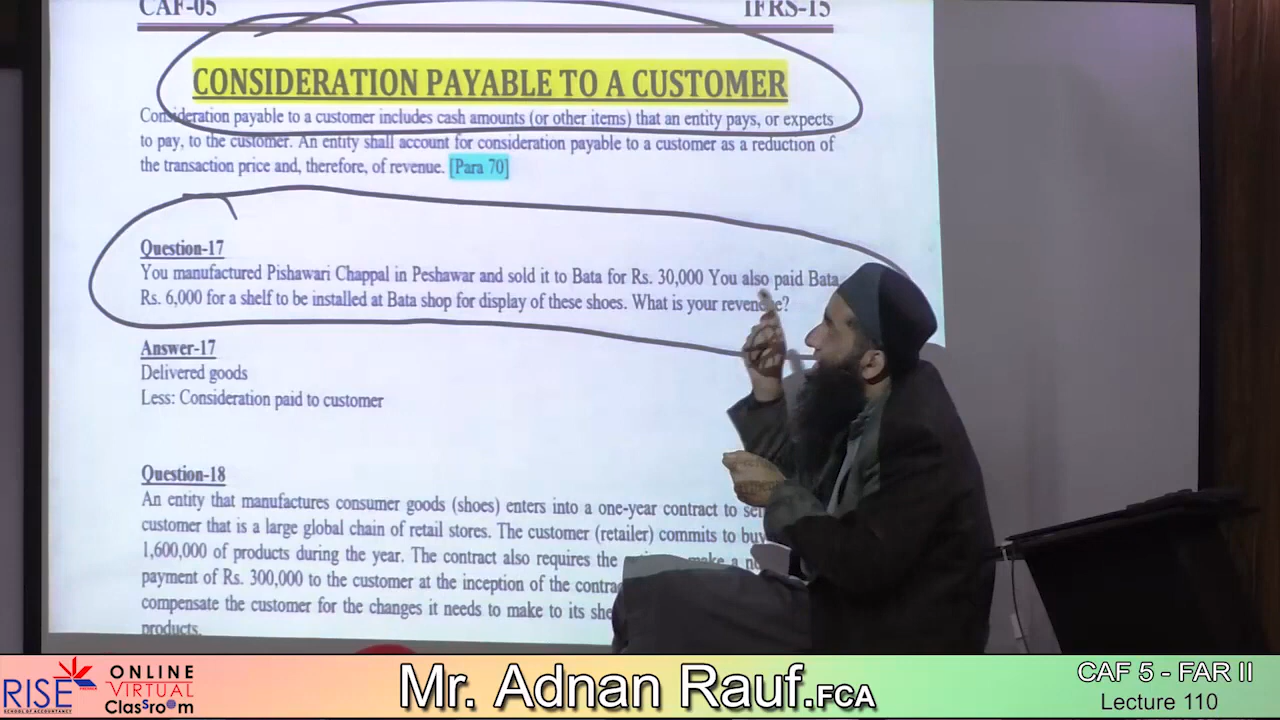 CAF-05 IFRS-15
CONSIDERATION PAYABLE TO A CUSTOMER
Consideration payable to a customer includes cash amounts (or other items) that an entity pays, or expects
to pay, to the customer. An entity shall account for consideration payable to a customer as a reduction of
the transaction price and, therefore, of revenue. [Para 70]
Question-17
You manufactured Pishawari Chappal in Peshawar and sold it to Bata for Rs. 30,000 You also paid Bata
Rs. 6,000 for a shelf to be installed at Bata shop for display of these shoes. What is your revenue?
Answer-17
Delivered goods
Less: Consideration paid to customer
Question-18
An entity that manufactures consumer goods (shoes) enters into a one-year contract to
customer that is a large global chain of retail stores. The customer (retailer) commits to buy
1,600,000 of products during the year. The contract also requires the make a
payment of Rs. 300,000 to the customer at the inception of the
compensate the customer for the changes it needs to make to its
products.
RISE
SCHOOL OF ACCOUNTANCY
ONLINE
VIRTUAL
Classroom
Mr. Adnan Rauf.FCA
CAF 5 - FAR II
Lecture 110